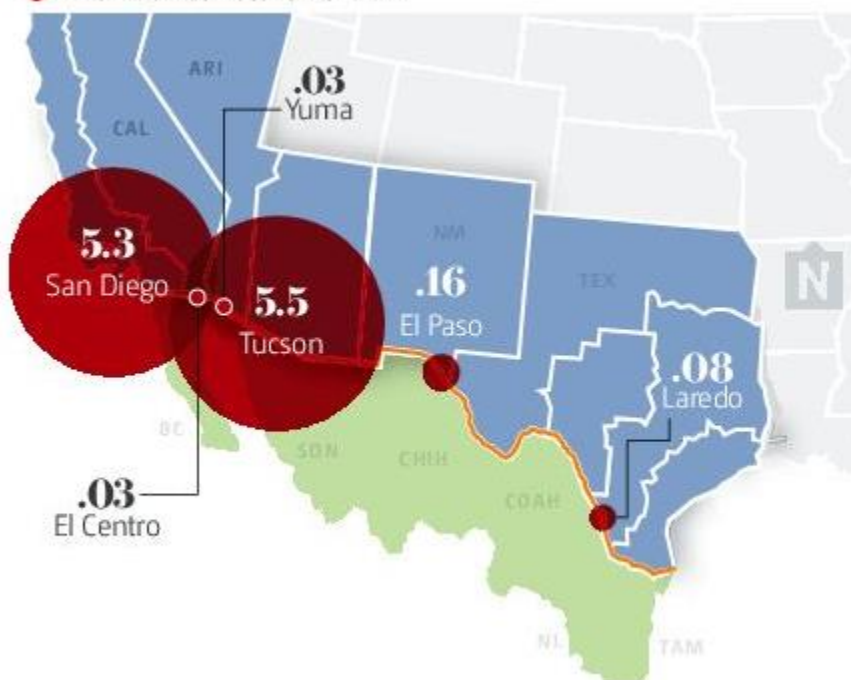 ARI
.03
Yuma
CAL
5.3
San Diego
5.5
Tucson
NM
.16
El Paso
TEX
N
.08
Laredo
BC
SON
CHIH
COAH
.03
El Centro
NL
TAM